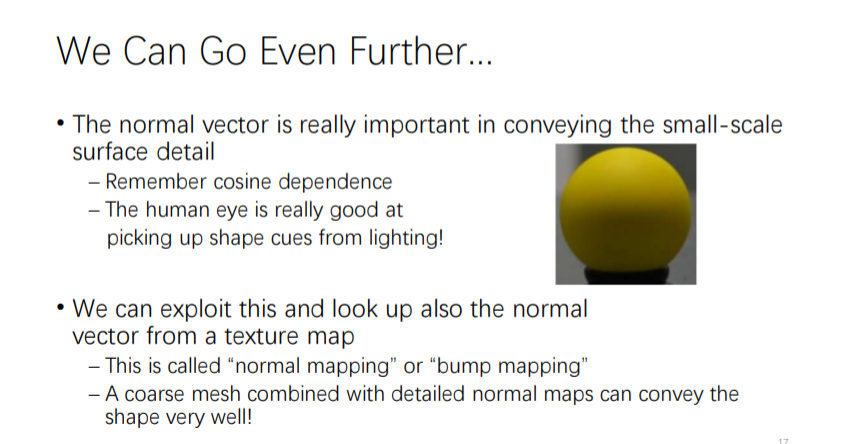 We Can Go Even Further...
• The normal vector is really important in conveying the small-scale
surface detail
– Remember cosine dependence
– The human eye is really good at
picking up shape cues from lighting!
• We can exploit this and look up also the normal
vector from a texture map
– This is called “normal mapping” or “bump mapping”
– A coarse mesh combined with detailed normal maps can convey the
shape very well!
17